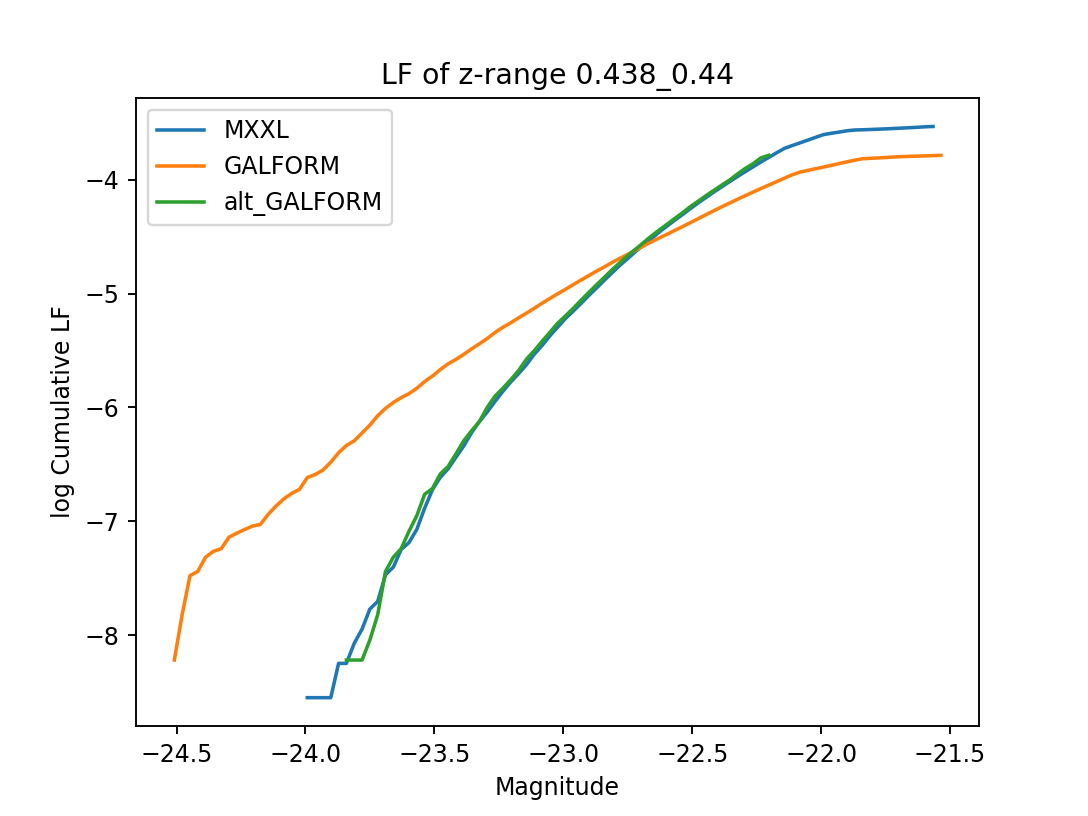 LF of z-range 0.438_0.44
MXXL
GALFORM
alt_GALFORM
−4
−5
−6
−7
−8
log Cumulative LF
−24.5 −24.0 −23.5 −23.0 −22.5 −22.0 −21.5
Magnitude